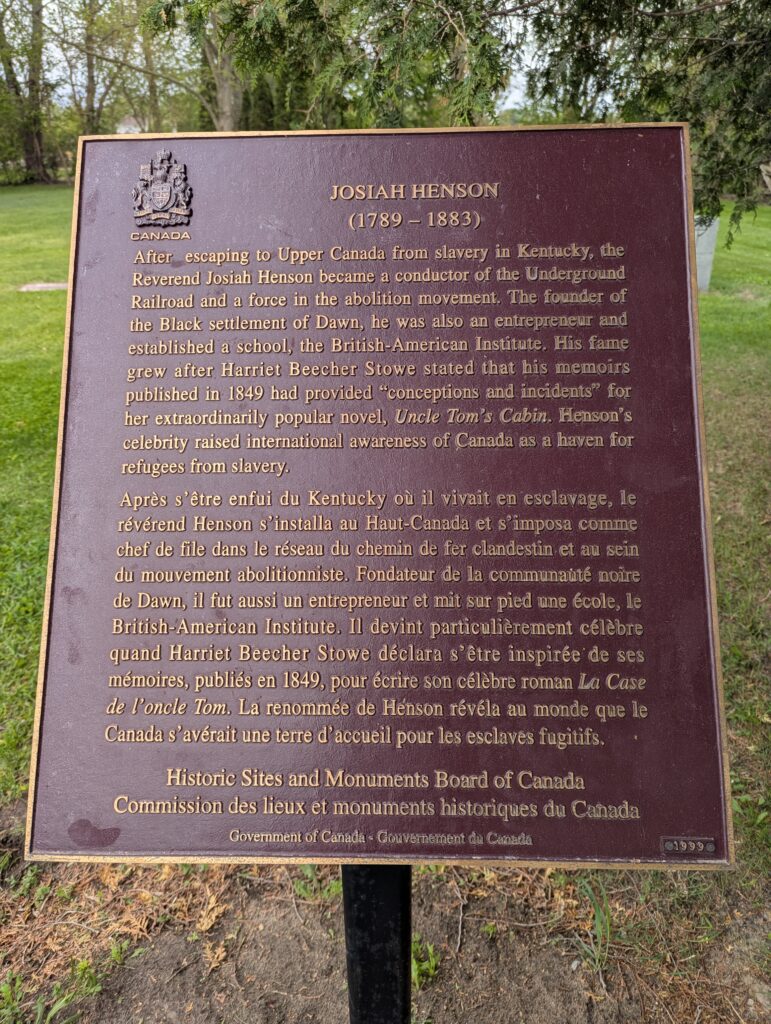 CANADA
JOSIAH HENSON
(1789 – 1883)
After escaping to Upper Canada from slavery in Kentucky, the
Reverend Josiah Henson became a conductor of the Underground
Railroad and a force in the abolition movement. The founder of
the Black settlement of Dawn, he was also an entrepreneur and
established a school, the British-American Institute. His fame
grew after Harriet Beecher Stowe stated that his memoirs
published in 1849 had provided “conceptions and incidents” for
her extraordinarily popular novel, Uncle Tom’s Cabin. Henson’s
celebrity raised international awareness of Canada as a haven for
refugees from slavery.
Après s’être enfui du Kentucky où il vivait en esclavage, le
révérend Henson s’installa au Haut-Canada et s’imposa comme
chef de file dans le réseau du chemin de fer clandestin et au sein
du mouvement abolitionniste. Fondateur de la communauté noire
de Dawn, il fut aussi un entrepreneur et mit sur pied une école, le
British-American Institute. Il devint particulièrement célèbre
quand Harriet Beecher Stowe déclara s’être inspirée de ses
mémoires, publiés en 1849, pour écrire son célèbre roman La Case
de l’oncle Tom. La renommée de Henson révéla au monde que le
Canada s’avérait une terre d’accueil pour les esclaves fugitifs.
Historic Sites and Monuments Board of Canada
Commission des lieux et monuments historiques du Canada
Government of Canada - Gouvernement du Canada
1999